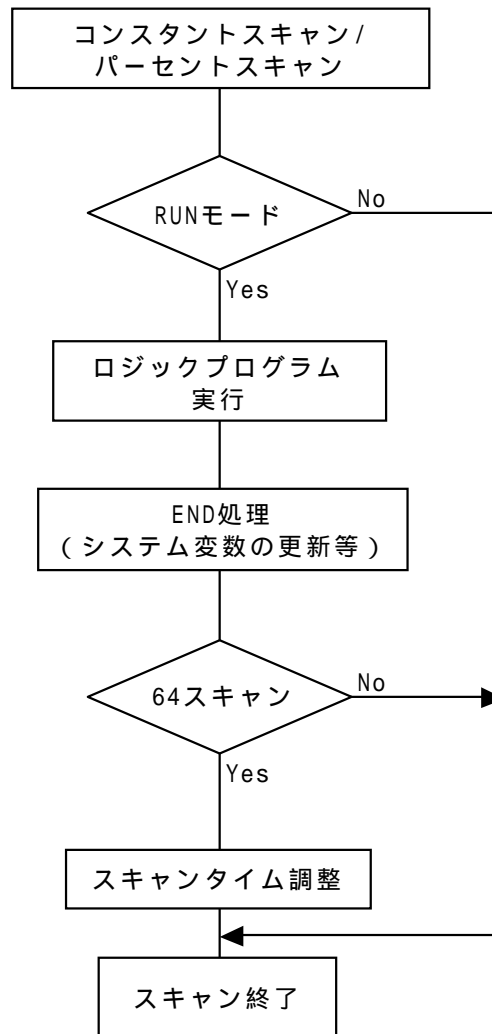 コンスタントスキャン/
パーセントスキャン
RUNモード
No
Yes
ロジックプログラム
実行
END処理
(システム変数の更新等)
64スキャン
No
Yes
スキャンタイム調整
スキャン終了